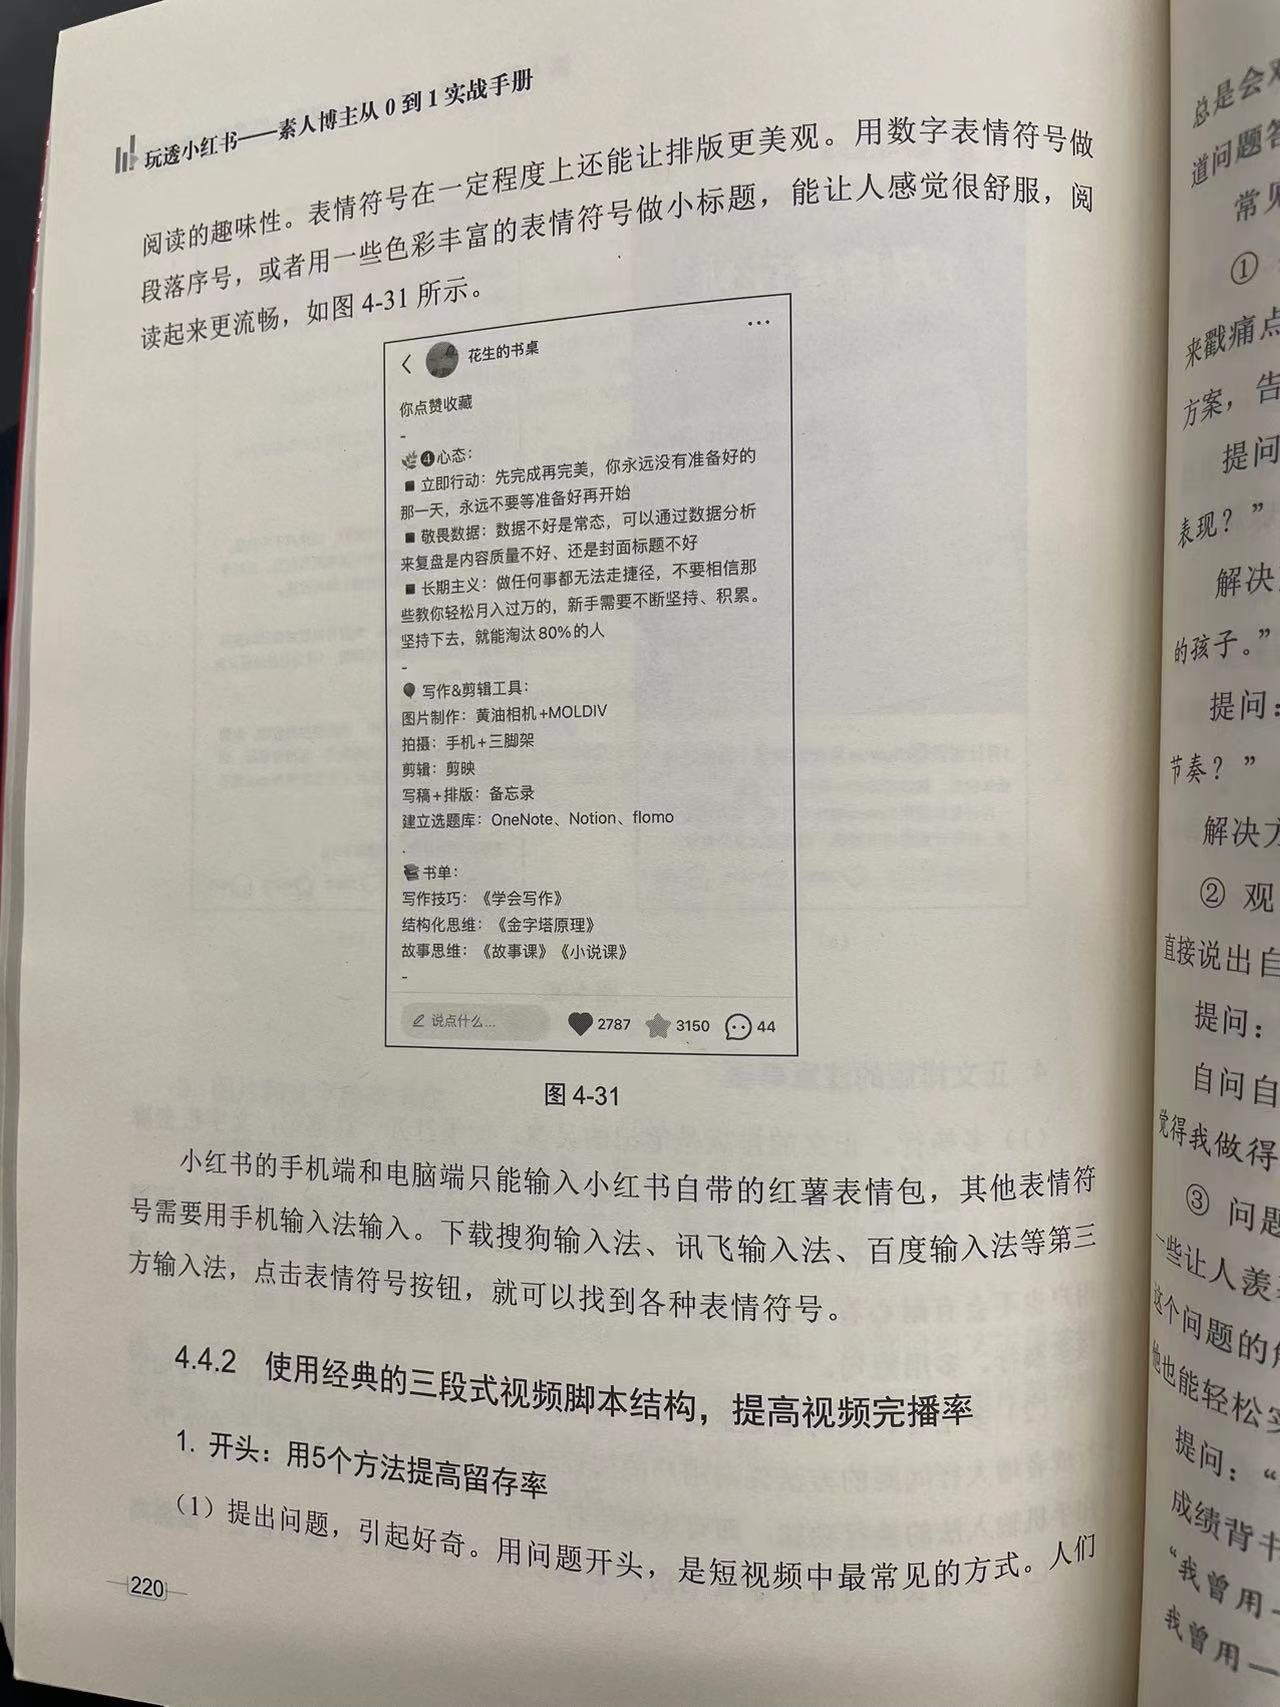 玩透小红书——素人博主从0到1实战手册
阅读的趣味性。表情符号在一定程度上还能让排版更美观。用数字表情符号做
段落序号，或者用一些色彩丰富的表情符号做小标题，能让人感觉很舒服，阅
读起来更流畅，如图 4-31 所示。
花生的书桌
你点赞收藏
-
🌿❹心态：
■ 立即行动：先完成再完美，你永远没有准备好的
那一天，永远不要等准备好再开始
■ 敬畏数据：数据不好是常态，可以通过数据分析
来复盘是内容质量不好、还是封面标题不好
■ 长期主义：做任何事都无法走捷径，不要相信那
些教你轻松月入过万的，新手需要不断坚持、积累。
坚持下去，就能淘汰80%的人
-
🎈 写作&剪辑工具：
图片制作：黄油相机+MOLDIV
拍摄：手机+三脚架
剪辑：剪映
写稿+排版：备忘录
建立选题库：OneNote、Notion、flomo
.
📚书单：
写作技巧：《学会写作》
结构化思维：《金字塔原理》
故事思维：《故事课》《小说课》
-
说点什么... 2787 3150 44
图 4-31
小红书的手机端和电脑端只能输入小红书自带的红薯表情包，其他表情符
号需要用手机输入法输入。下载搜狗输入法、讯飞输入法、百度输入法等第三
方输入法，点击表情符号按钮，就可以找到各种表情符号。
4.4.2 使用经典的三段式视频脚本结构，提高视频完播率
1. 开头：用5个方法提高留存率
（1）提出问题，引起好奇。用问题开头，是短视频中最常见的方式。人们
220
总是会
道问题
常见
①
来戳痛点
方案，告
提问
表现？”
解决
的孩子。”
提问：
节奏？”
解决方
② 观
直接说出自
提问：
自问自
觉得我做得
③ 问题
一些让人羡
这个问题的
他也能轻松
提问：“
成绩背书
“我曾用一
我曾用一